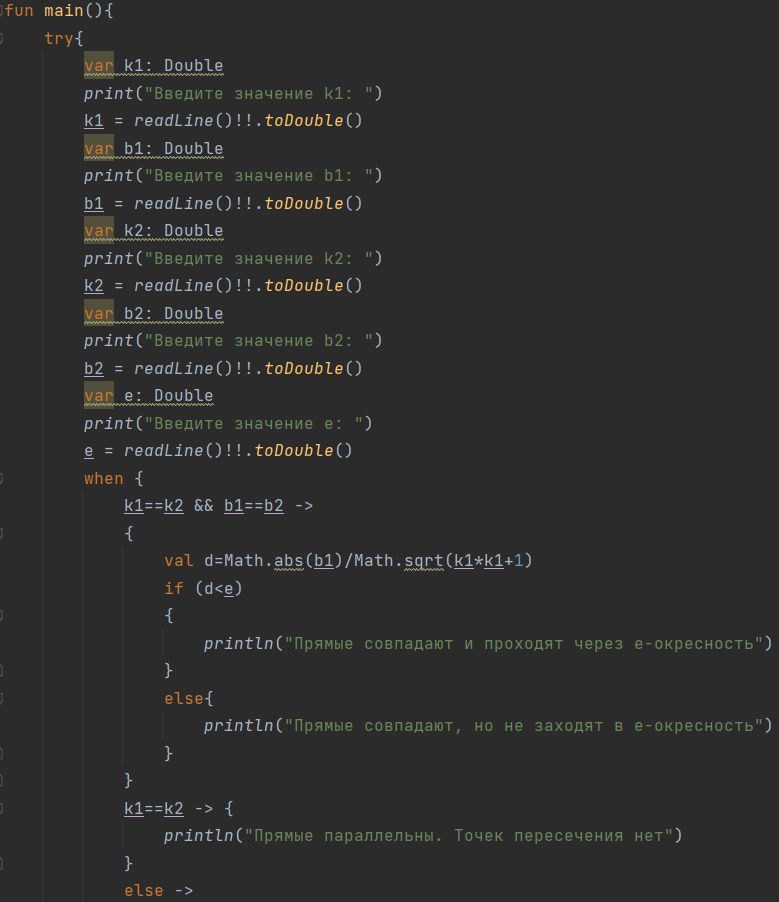 fun main(){
    try{
        var k1: Double
        print("Введите значение k1: ")
        k1 = readLine()!!.toDouble()
        var b1: Double
        print("Введите значение b1: ")
        b1 = readLine()!!.toDouble()
        var k2: Double
        print("Введите значение k2: ")
        k2 = readLine()!!.toDouble()
        var b2: Double
        print("Введите значение b2: ")
        b2 = readLine()!!.toDouble()
        var e: Double
        print("Введите значение e: ")
        e = readLine()!!.toDouble()
        when {
            k1==k2 && b1==b2 ->
            {
                val d=Math.abs(b1)/Math.sqrt(k1*k1+1)
                if (d<e)
                {
                    println("Прямые совпадают и проходят через е-окресность")
                }
                else{
                    println("Прямые совпадают, но не заходят в е-окресность")
                }
            }
            k1==k2 -> {
                println("Прямые параллельны. Точек пересечения нет")
            }
            else ->